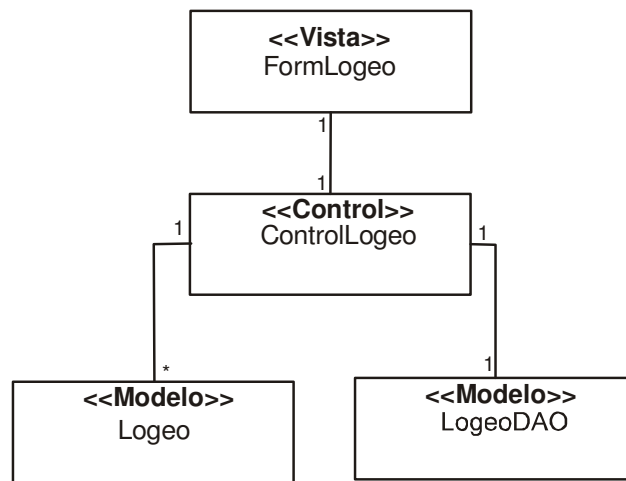 <<Vista>>
FormLogeo
1
1
<<Control>>
1
ControlLogeo
1
*
1
<<Modelo>>
Logeo
<<Modelo>>
LogeoDAO